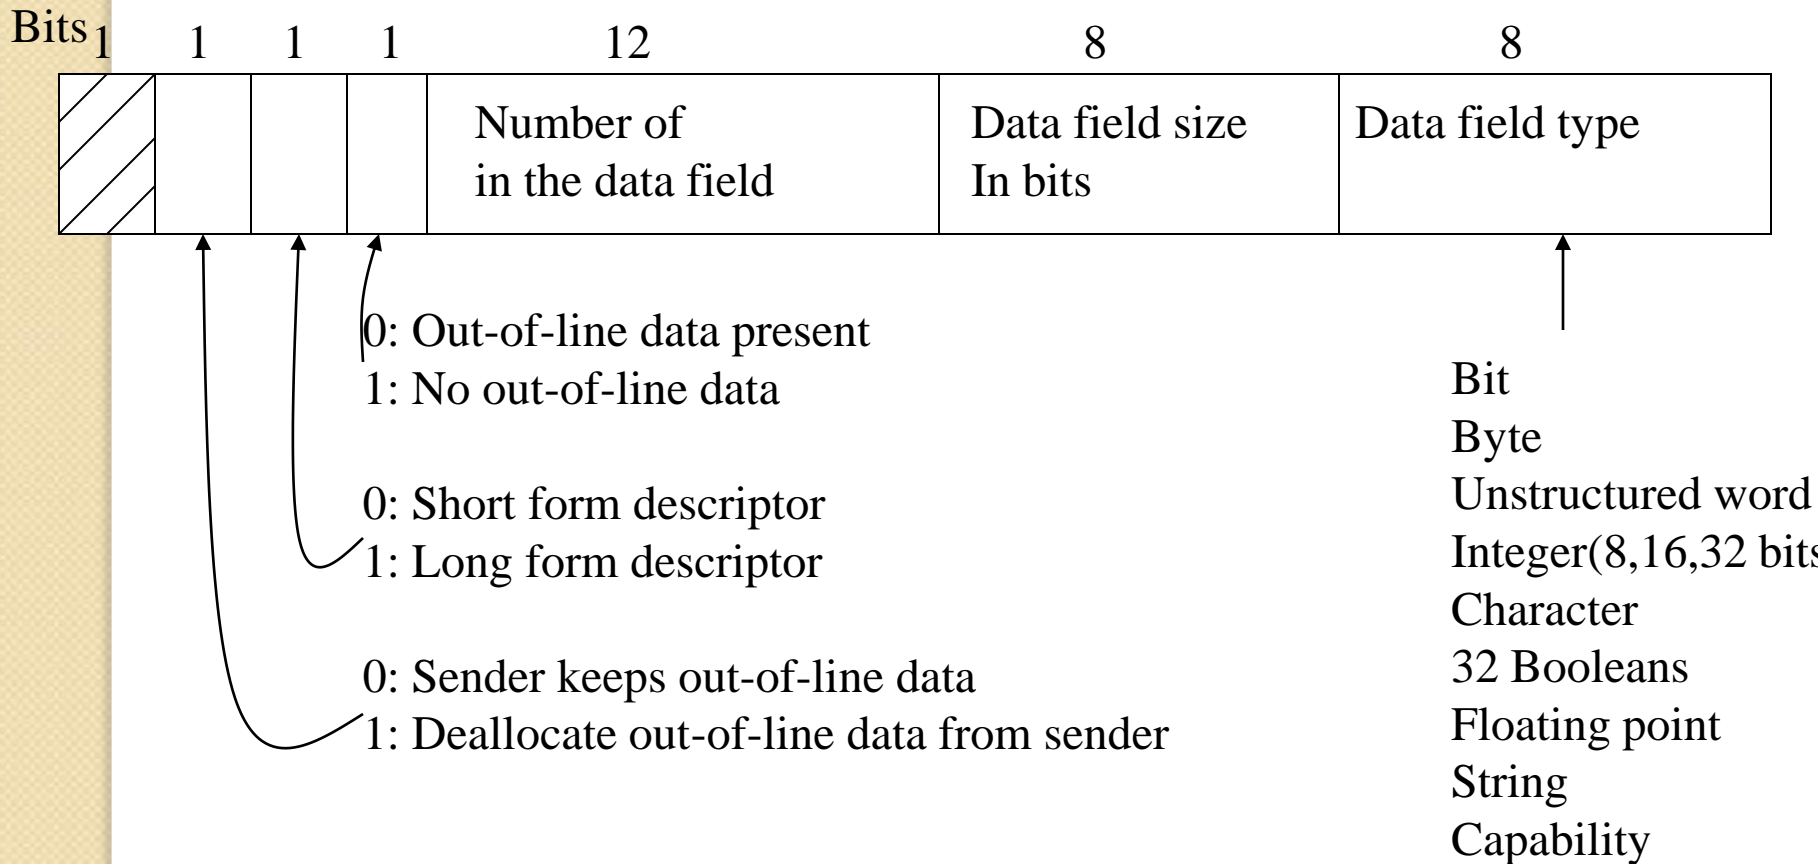 Bits 1 1 1 1 12 8 8
Number of
in the data field
Data field size
In bits
Data field type
0: Out-of-line data present
1: No out-of-line data
0: Short form descriptor
1: Long form descriptor
0: Sender keeps out-of-line data
1: Deallocate out-of-line data from sender
Bit
Byte
Unstructured word
Integer(8,16,32 bits
Character
32 Booleans
Floating point
String
Capability